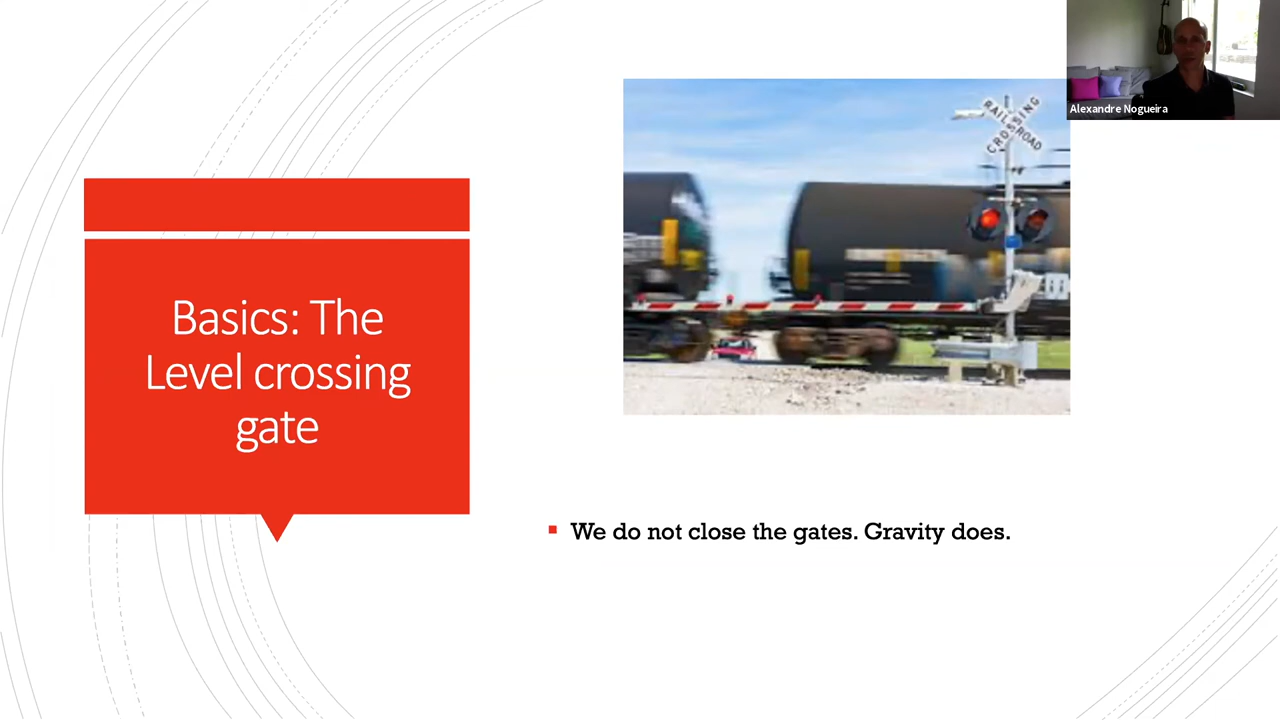 Alexandre Nogueira
RAILROAD
CROSSING
Basics: The
Level crossing
gate
We do not close the gates. Gravity does.